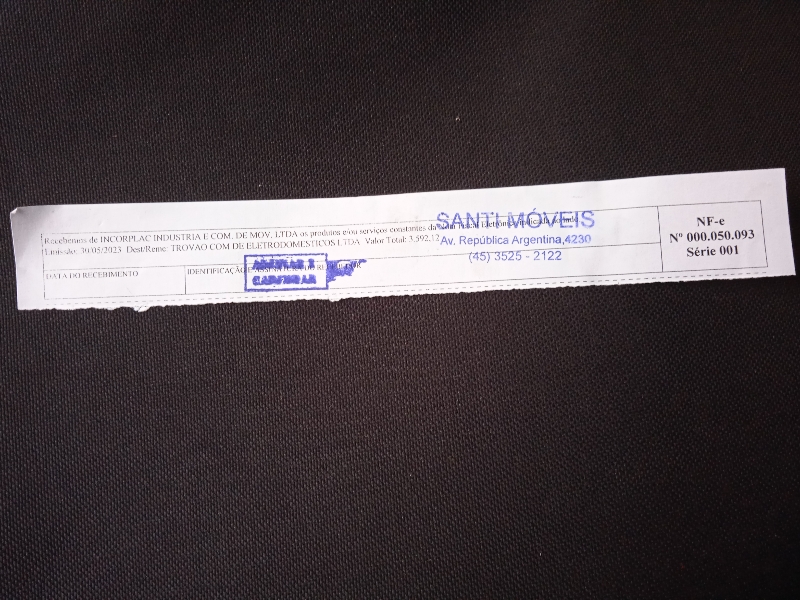 Recebemos de INCORPLAC INDUSTRIA E COM. DE MOV. LTDA os produtos e/ou serviços constantes da
Emissão: 30/05/2023 Dest/Reme: TROVAO COM DE ELETRODOMESTICOS LTDA Valor Total: 3.592,12
DATA DO RECEBIMENTO
IDENTIFICAÇÃO E
ASSINAR E
CARIMBAR
SANTI MÓVEIS
Av. República Argentina,4230
(45) 3525 - 2122
NF-e
Nº 000.050.093
Série 001